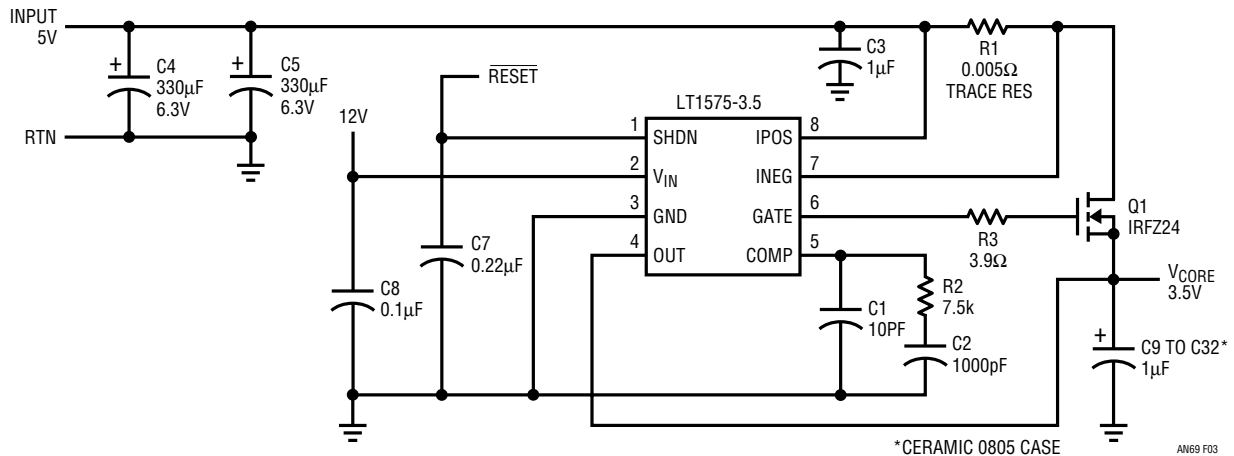 INPUT
5V
C4
330µF
6.3V
C5
330µF
6.3V
RTN
12V
RESET
C3
1µF
R1
0.005Ω
TRACE RES
LT1575-3.5
1
SHDN
IPOS
8
2
VIN
INEG
7
3
GND
GATE
6
4
OUT
COMP
5
R3
3.9Ω
Q1
IRFZ24
C7
0.22µF
C8
0.1µF
C1
10PF
R2
7.5k
C2
1000pF
VCORE
3.5V
C9 TO C32*
1µF
+
+
+
*CERAMIC 0805 CASE
AN69 F03